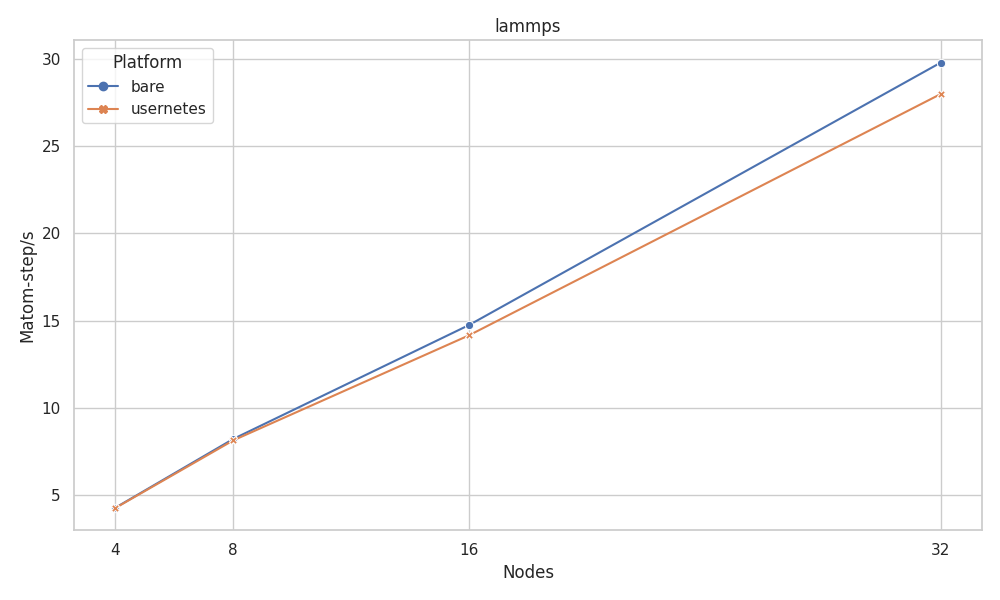 lammps
Platform
bare
usernetes
30
25
20
15
10
5
Matom-step/s
4 8 16 32
Nodes